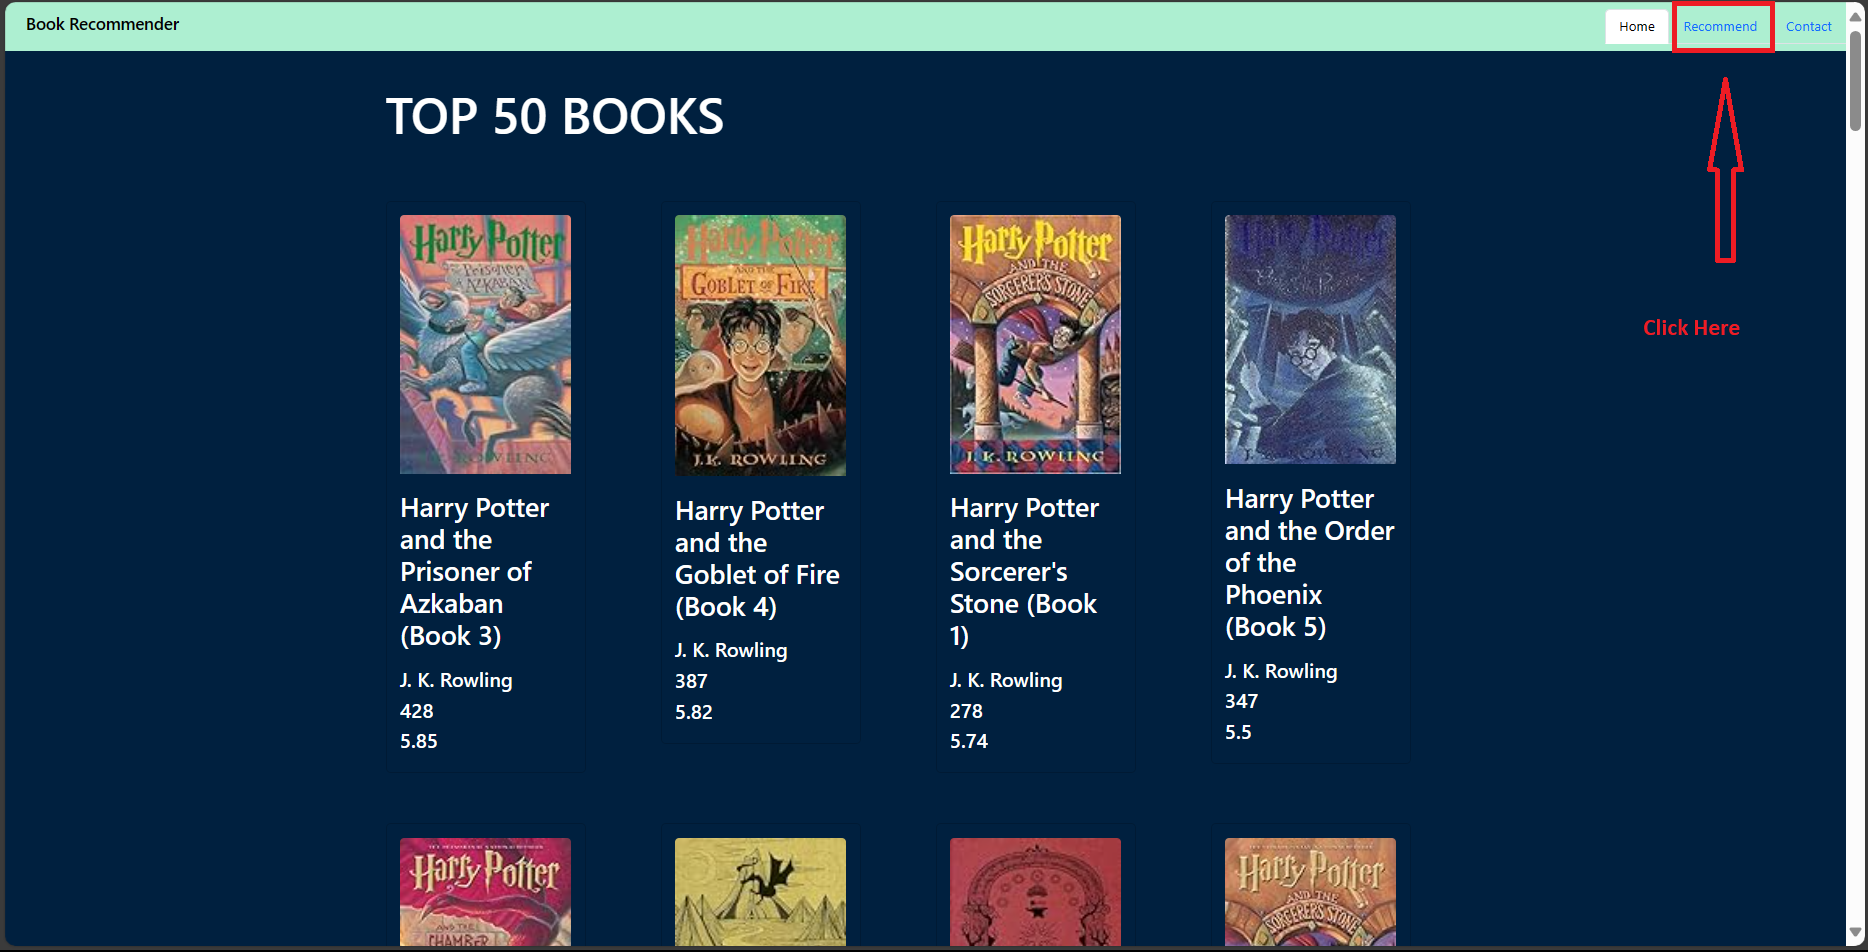 Book Recommender
Home
Recommend
Contact
TOP 50 BOOKS
Click Here
Harry Potter
Prisoner
AZKABAN
J.K. ROWLING
Harry Potter
and the
Prisoner of
Azkaban
(Book 3)
J. K. Rowling
428
5.85
Harry Potter
AND THE
GOBLET OF FIRE
J.K. ROWLING
Harry Potter
and the
Goblet of Fire
(Book 4)
J. K. Rowling
387
5.82
Harry Potter
AND THE
SORCERER'S STONE
J. K. ROWLING
Harry Potter
and the
Sorcerer's
Stone (Book
1)
J. K. Rowling
278
5.74
Harry Potter
Harry Potter
and the Order
of the
Phoenix
(Book 5)
J. K. Rowling
347
5.5
Harry Potter
AND THE
CHAMBER
Harry Potter
AND THE
SORCERER'S STONE